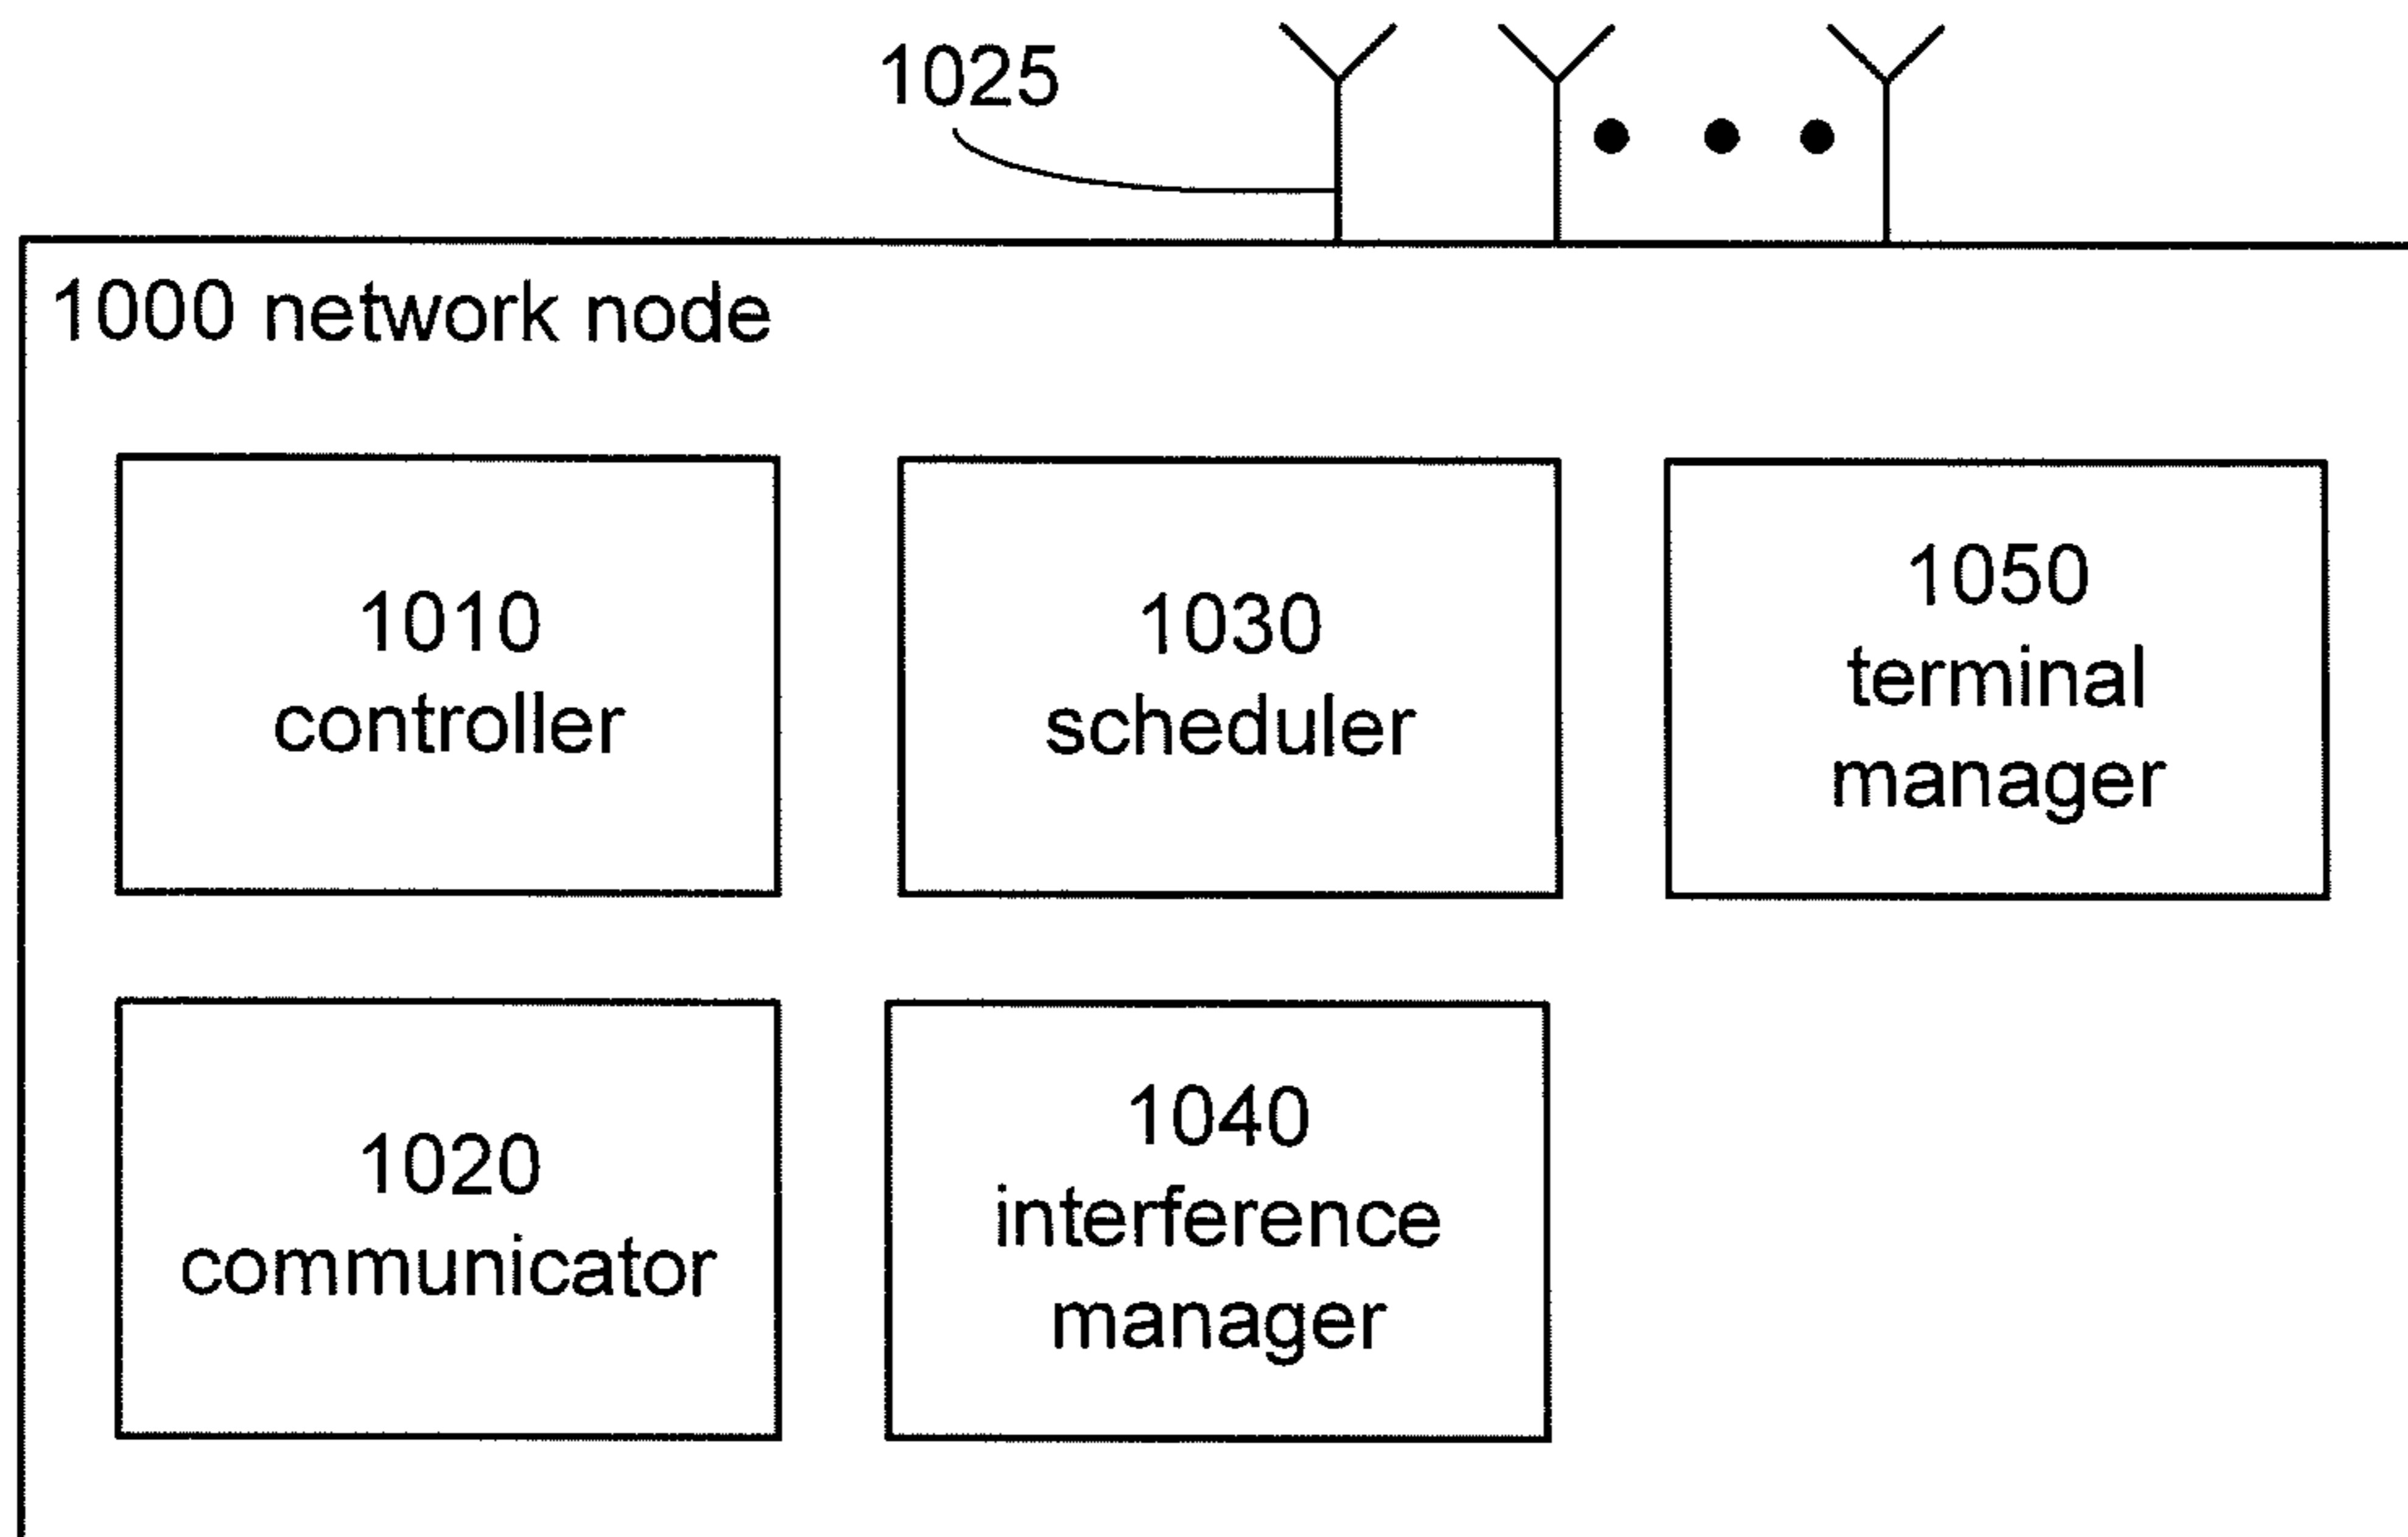 1025
1000 network node
1010
controller
1030
scheduler
1050
terminal
manager
1020
communicator
1040
interference
manager